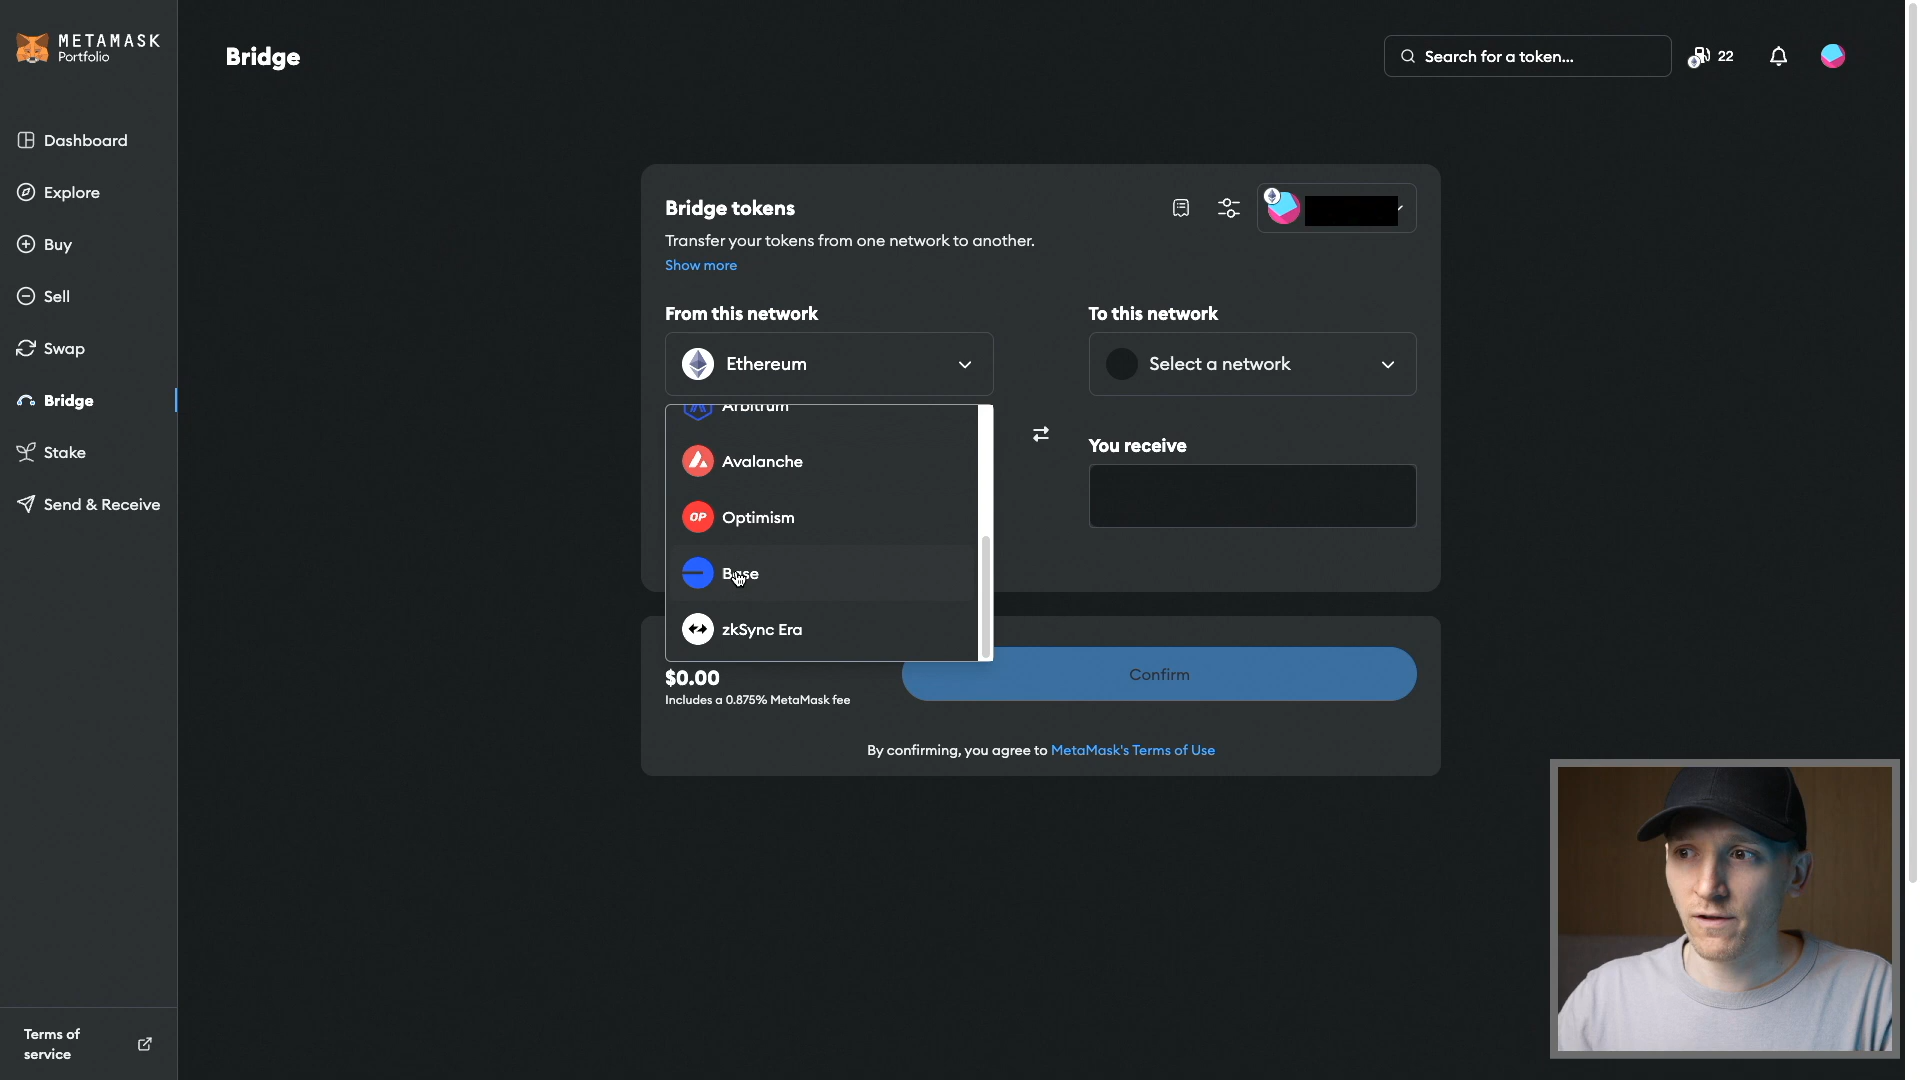 METAMASK
Portfolio
Bridge
Search for a token...
22
Dashboard
Explore
Buy
Sell
Swap
Bridge
Stake
Send & Receive
Bridge tokens
Transfer your tokens from one network to another.
Show more
From this network
To this network
Ethereum
Select a network
Arbitrum
Avalanche
OP Optimism
Base
zkSync Era
You receive
$0.00
Includes a 0.875% MetaMask fee
Confirm
By confirming, you agree to MetaMask's Terms of Use
Terms of
service